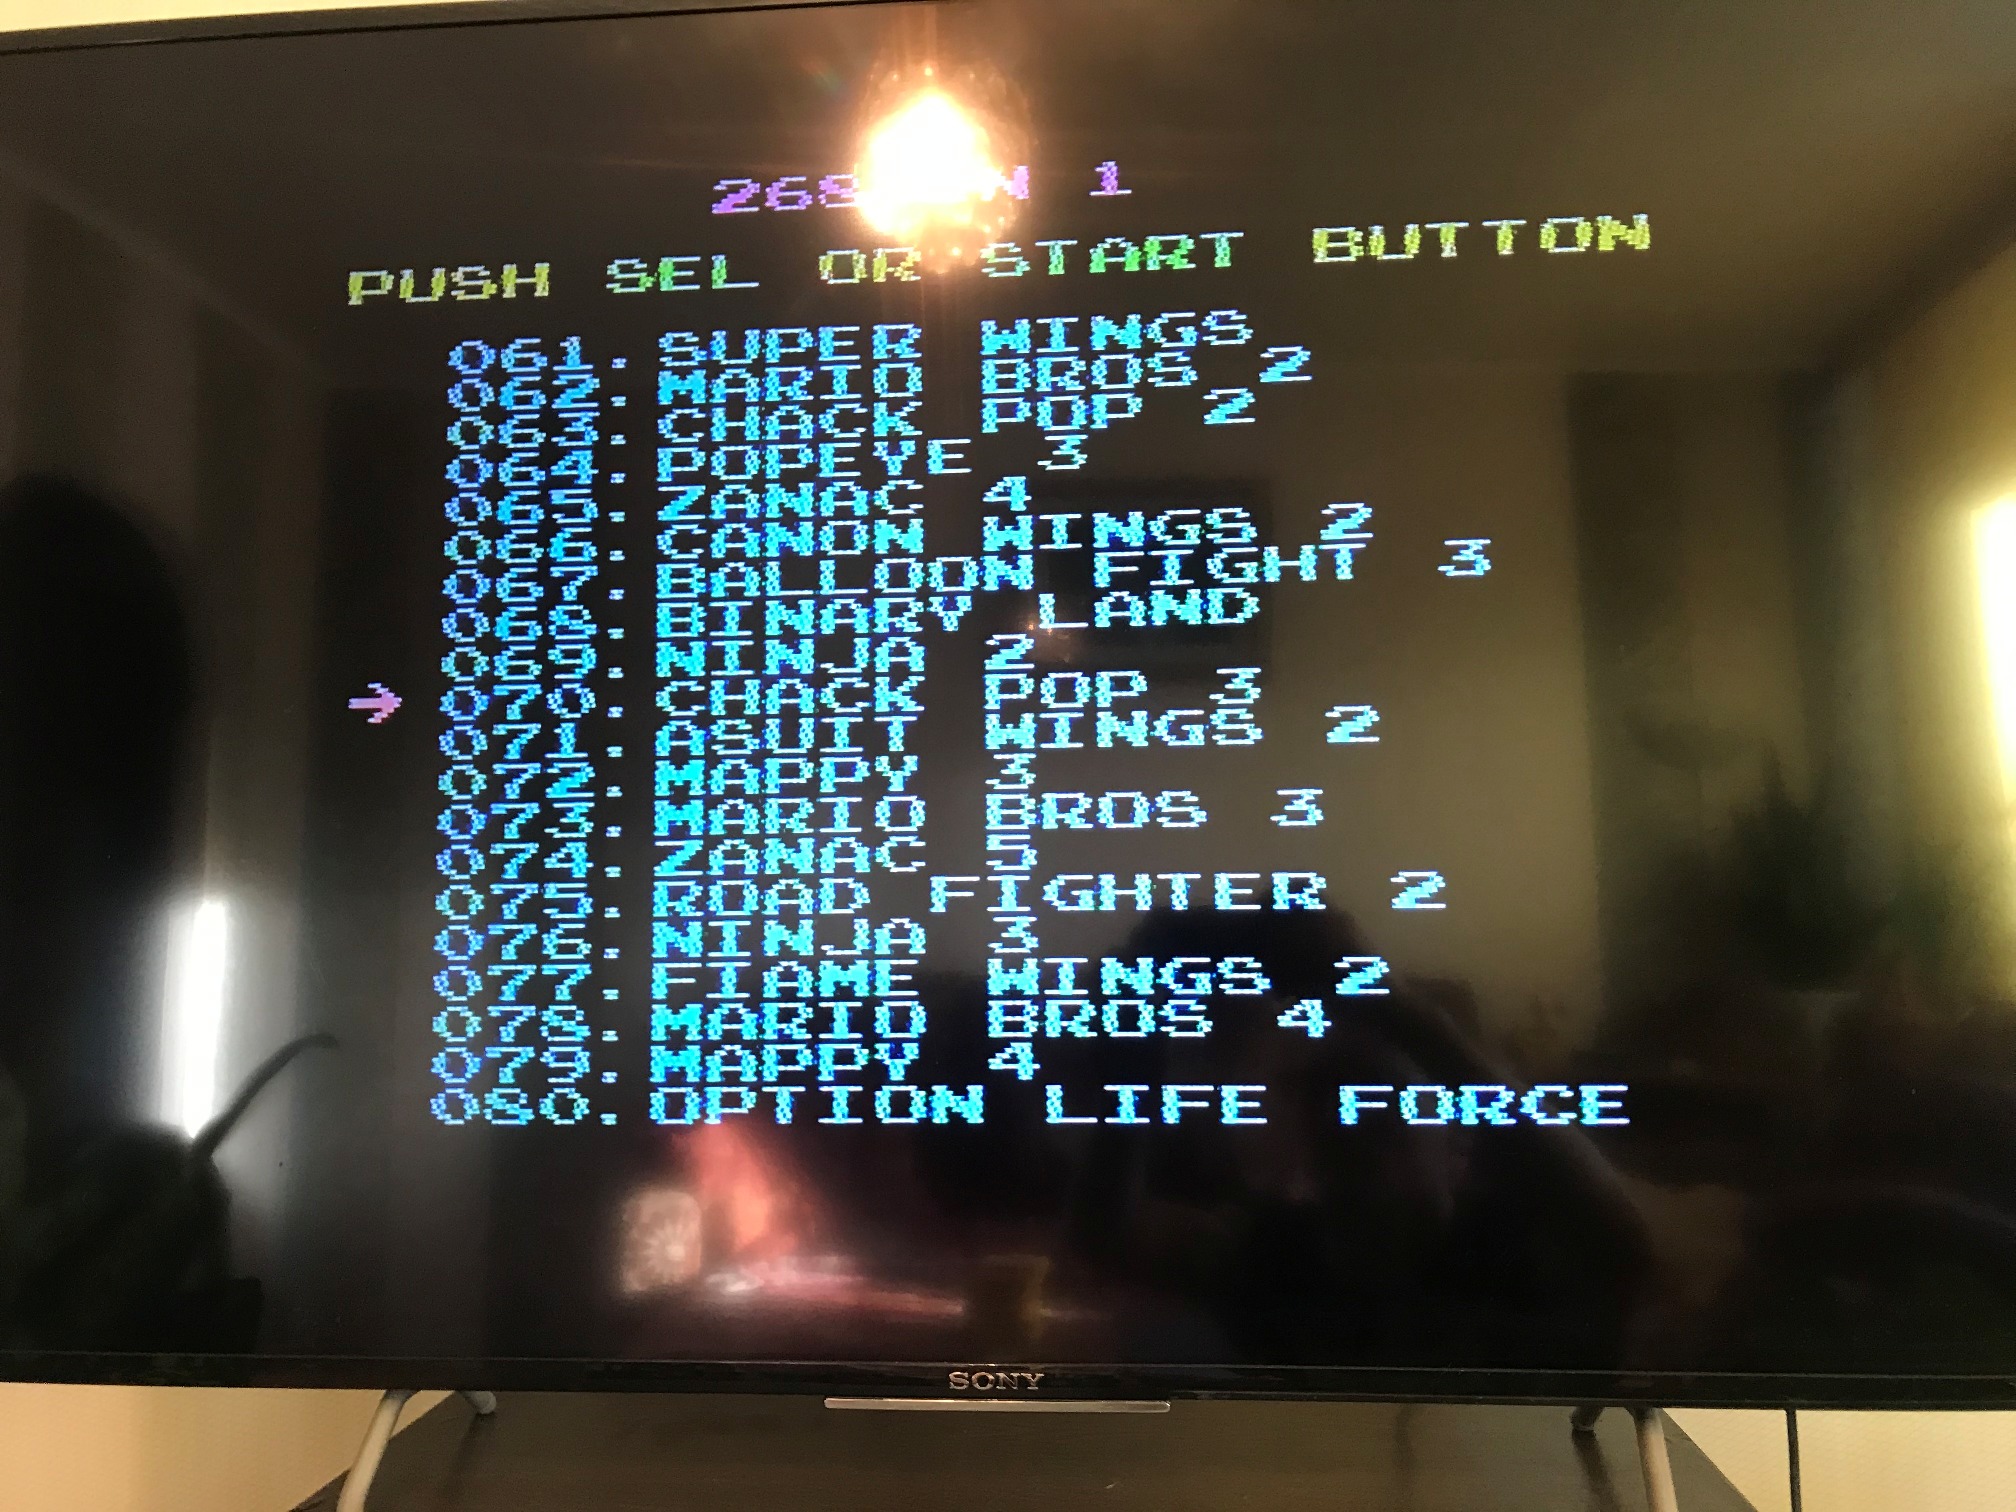 268 1
PUSH SEL OR START BUTTON
061. SUPER WINGS
062. MARIO BROS 2
063. CHACK POP 2
064. POPEYE 3
065. ZANAC 4
066. CANON WINGS 2
067. BALLOON FIGHT 3
068. BINARY LAND
069. NINJA 2
→ 070. CHACK POP 3
071. ASUIT WINGS 2
072. MAPPY 3
073. MARIO BROS 3
074. ZANAC 5
075. ROAD FIGHTER 2
076. NINJA 3
077. FIAME WINGS 2
078. MARIO BROS 4
079. MAPPY 4
080. OPTION LIFE FORCE
SONY